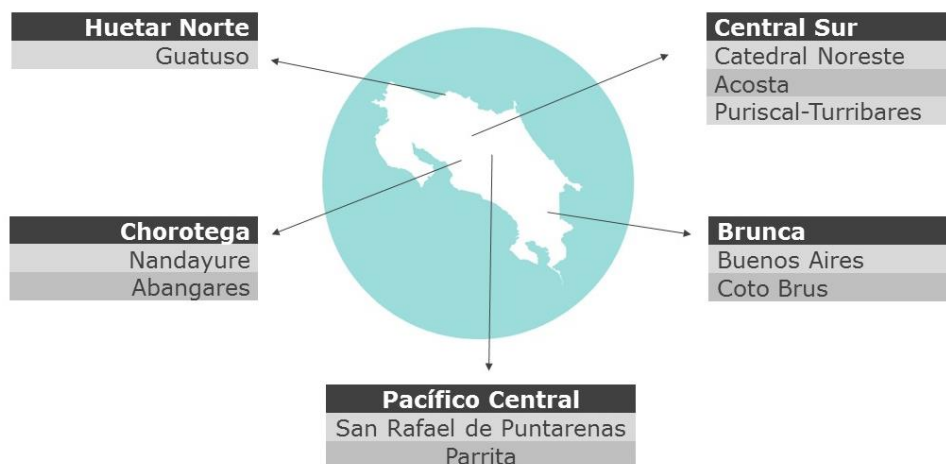 Huetar Norte
Guatuso
Central Sur
Catedral Noreste
Acosta
Puriscal-Turribares
Chorotega
Nandayure
Abangares
Brunca
Buenos Aires
Coto Brus
Pacífico Central
San Rafael de Puntarenas
Parrita